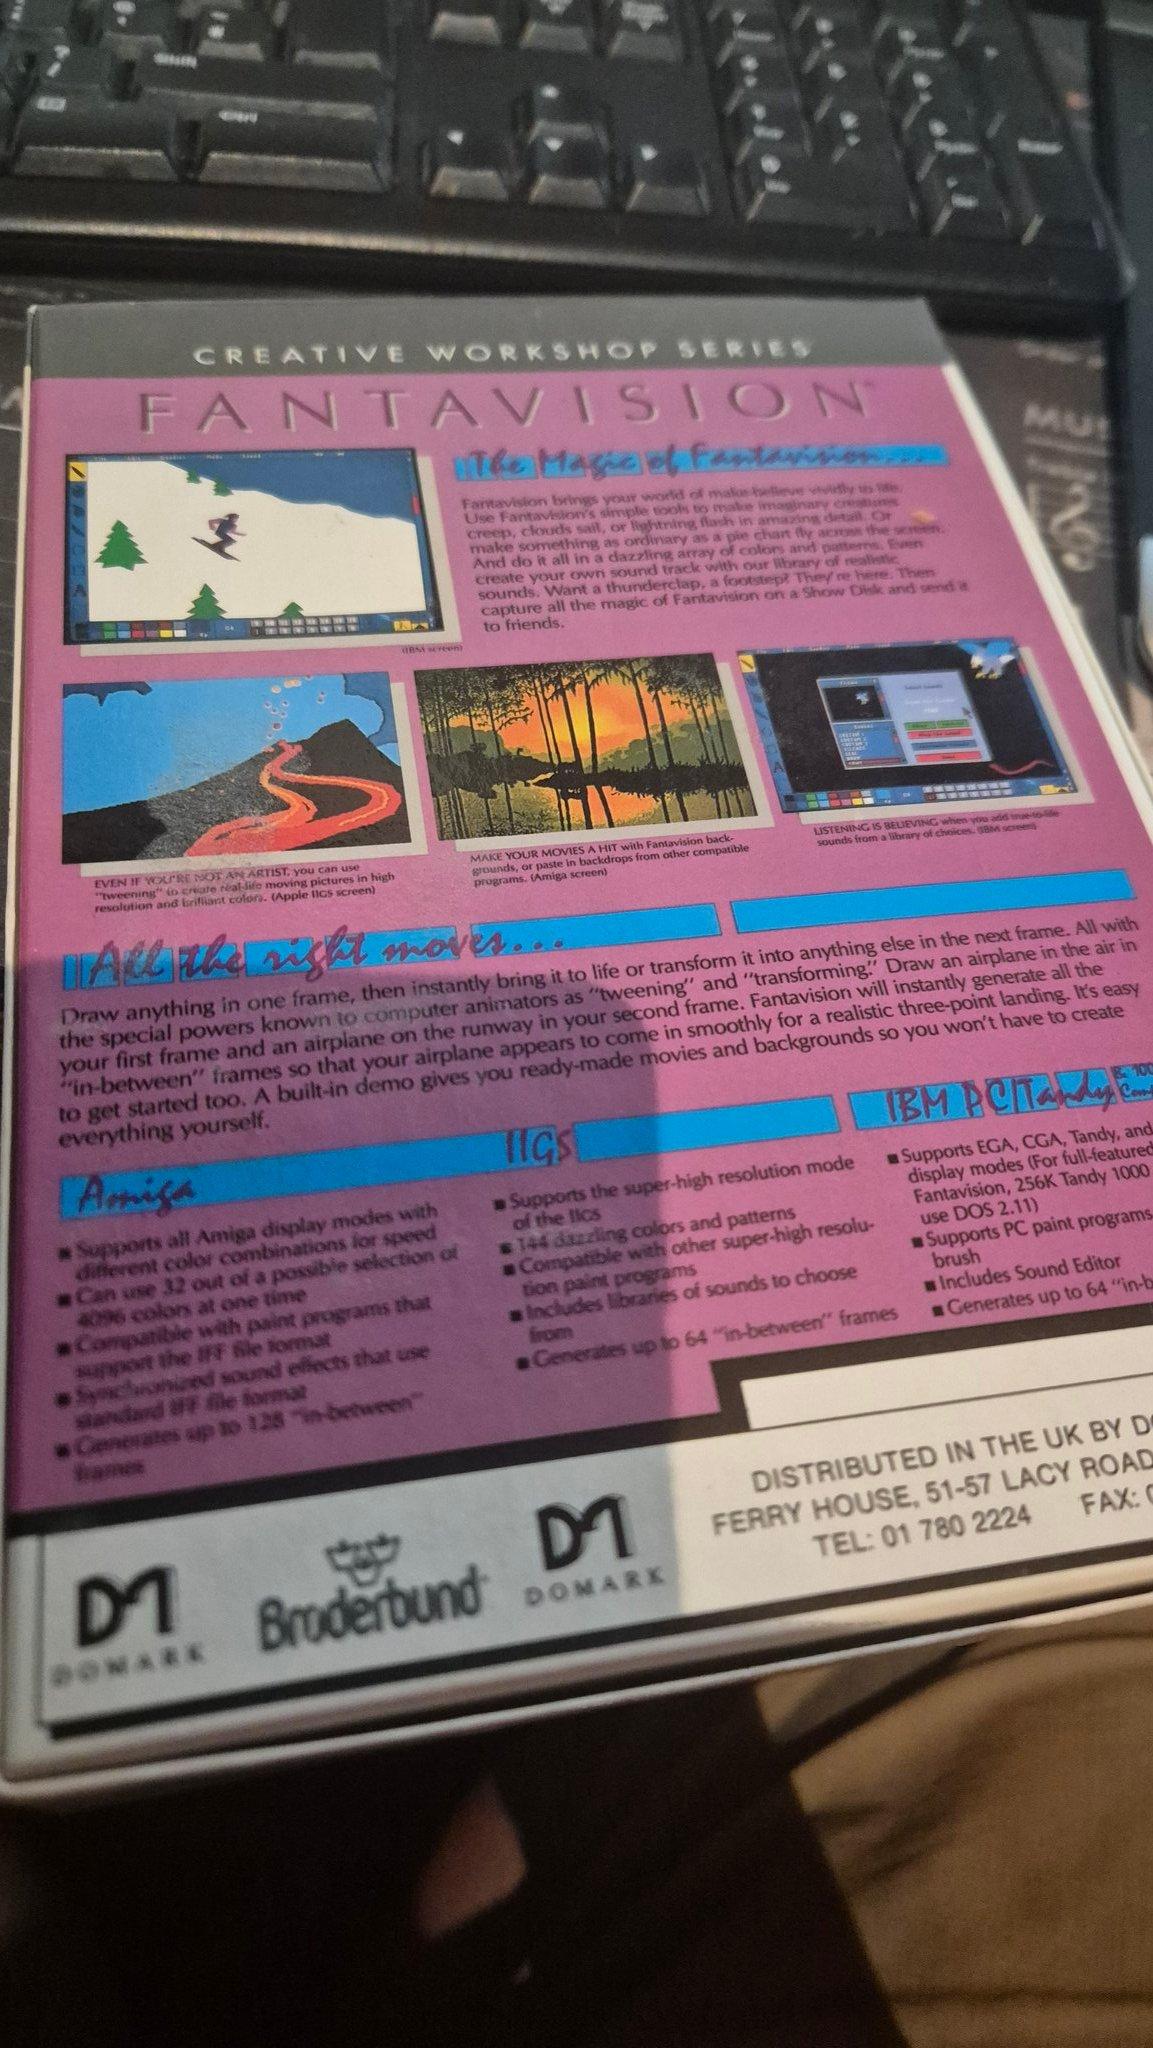 CREATIVE WORKSHOP SERIES
FANTAVISION
The Magic of Fantavision...
Fantavision brings your world of make-believe vividly to life.
Use Fantavision's simple tools to make imaginary creatures
creep, clouds sail, or lightning flash in amazing detail. Or
make something as ordinary as a pie chart fly across the screen.
And do it all in a dazzling array of colors and patterns. Even
create your own sound track with our library of realistic
sounds. Want a thunderclap, a footstep? They're here. Then
capture all the magic of Fantavision on a Show Disk and send it
to friends.
(IBM screen)
EVEN IF YOU'RE NOT AN ARTIST, you can use
"tweening" to create real-life moving pictures in high
resolution and brilliant colors. (Apple IIGS screen)
MAKE YOUR MOVIES A HIT with Fantavision back-
grounds, or paste in backdrops from other compatible
programs. (Amiga screen)
LISTENING IS BELIEVING when you add true-to-life
sounds from a library of choices. (IBM screen)
All the right moves...
Draw anything in one frame, then instantly bring it to life or transform it into anything else in the next frame. All with
the special powers known to computer animators as "tweening" and "transforming." Draw an airplane in the air in
your first frame and an airplane on the runway in your second frame. Fantavision will instantly generate all the
"in-between" frames so that your airplane appears to come in smoothly for a realistic three-point landing. It's easy
to get started too. A built-in demo gives you ready-made movies and backgrounds so you won't have to create
everything yourself.
Amiga
■ Supports all Amiga display modes with
different color combinations for speed
■ Can use 32 out of a possible selection of
4096 colors at one time
■ Compatible with paint programs that
support the IFF file format
■ Synchronized sound effects that use
standard IFF file format
■ Generates up to 128 "in-between"
frames
IIGS
■ Supports the super-high resolution mode
of the IIGS
■ 144 dazzling colors and patterns
■ Compatible with other super-high resolu-
tion paint programs
■ Includes libraries of sounds to choose
from
■ Generates up to 64 "in-between" frames
IBM PC/Tandy & 100
Com
■ Supports EGA, CGA, Tandy, and
display modes (For full-featured
Fantavision, 256K Tandy 1000
use DOS 2.11)
■ Supports PC paint programs
brush
■ Includes Sound Editor
■ Generates up to 64 "in-b
DOMARK
Brøderbund
DOMARK
DISTRIBUTED IN THE UK BY DO
FERRY HOUSE, 51-57 LACY ROAD
TEL: 01 780 2224 FAX: 0
MUS